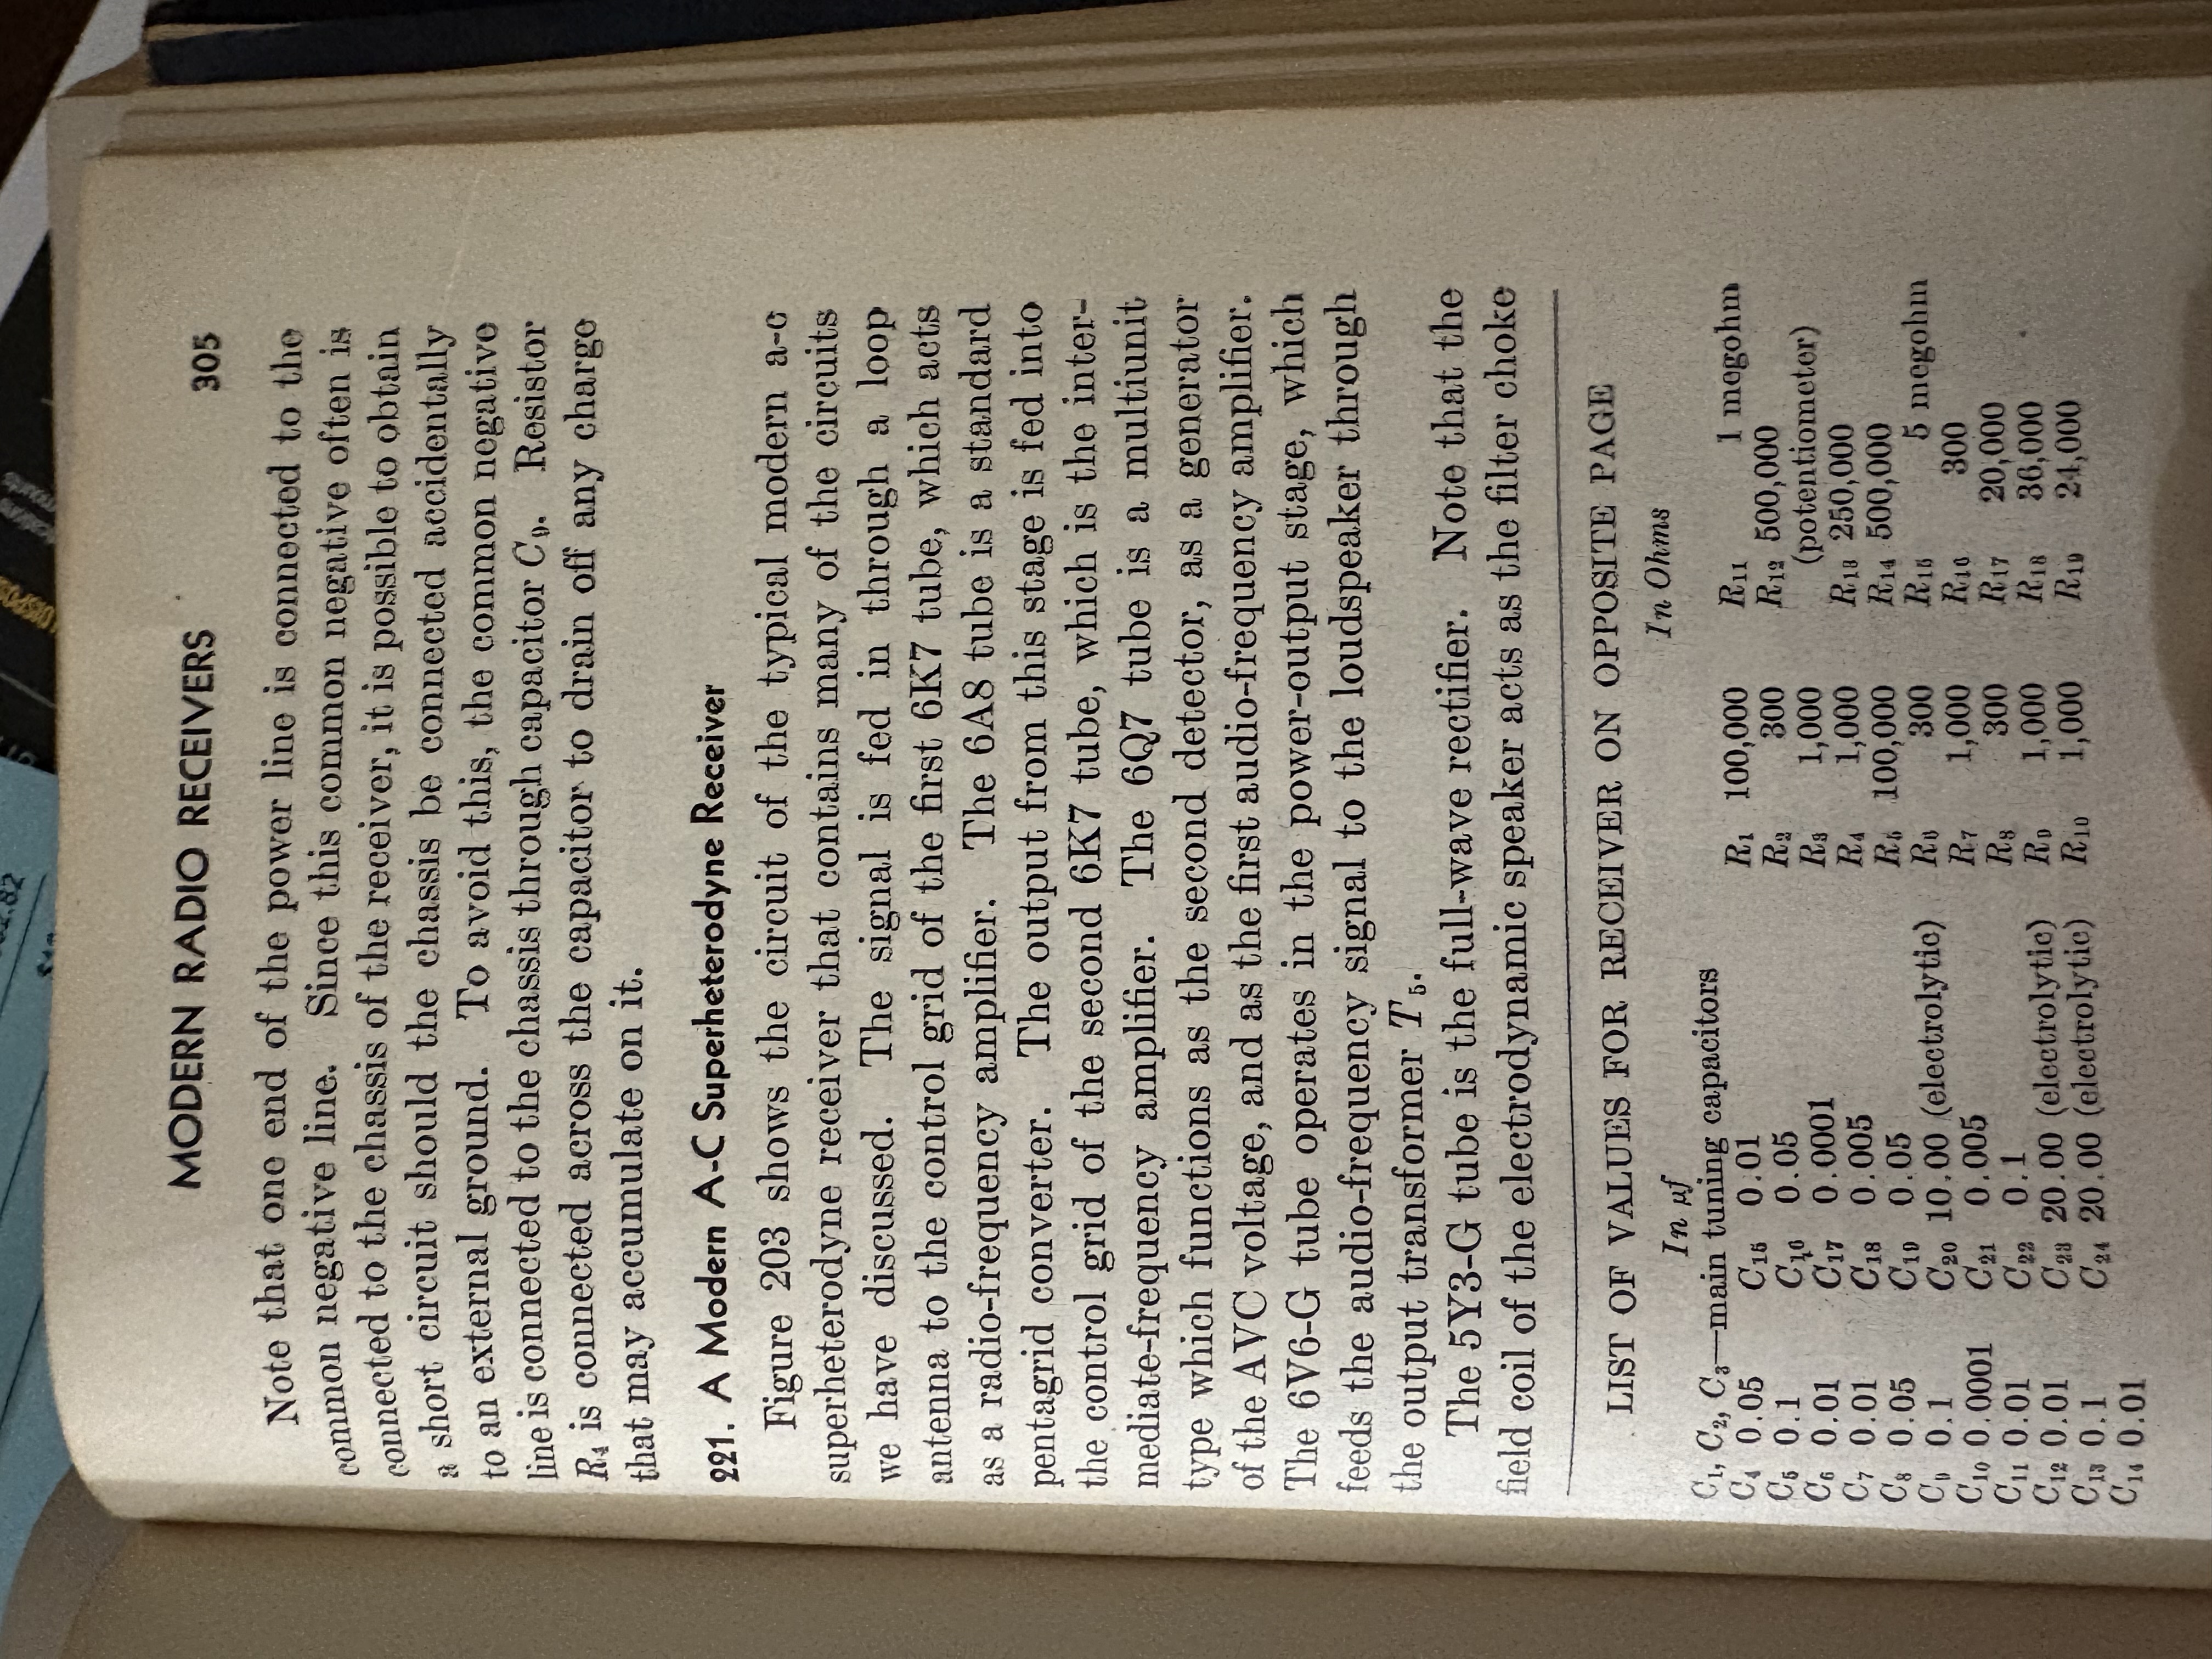 MODERN RADIO RECEIVERS 305
Note that one end of the power line is connected to the
common negative line. Since this common negative often is
connected to the chassis of the receiver, it is possible to obtain
a short circuit should the chassis be connected accidentally
to an external ground. To avoid this, the common negative
line is connected to the chassis through capacitor C₉. Resistor
R₄ is connected across the capacitor to drain off any charge
that may accumulate on it.
221. A Modern A-C Superheterodyne Receiver
Figure 203 shows the circuit of the typical modern a-c
superheterodyne receiver that contains many of the circuits
we have discussed. The signal is fed in through a loop
antenna to the control grid of the first 6K7 tube, which acts
as a radio-frequency amplifier. The 6A8 tube is a standard
pentagrid converter. The output from this stage is fed into
the control grid of the second 6K7 tube, which is the inter-
mediate-frequency amplifier. The 6Q7 tube is a multiunit
type which functions as the second detector, as a generator
of the AVC voltage, and as the first audio-frequency amplifier.
The 6V6-G tube operates in the power-output stage, which
feeds the audio-frequency signal to the loudspeaker through
the output transformer T₅.
The 5Y3-G tube is the full-wave rectifier. Note that the
field coil of the electrodynamic speaker acts as the filter choke
LIST OF VALUES FOR RECEIVER ON OPPOSITE PAGE
In μf In Ohms
C₁, C₂, C₃—main tuning capacitors R₁ 100,000 R₁₁ 1 megohm
C₄ 0.05 C₁₅ 0.01 R₂ 300 R₁₂ 500,000
C₅ 0.1 C₁₆ 0.05 R₃ 1,000 (potentiometer)
C₆ 0.01 C₁₇ 0.0001 R₄ 1,000 R₁₃ 250,000
C₇ 0.01 C₁₈ 0.005 R₅ 100,000 R₁₄ 500,000
C₈ 0.05 C₁₉ 0.05 R₆ 300 R₁₅ 5 megohm
C₉ 0.1 C₂₀ 10.00 (electrolytic) R₇ 1,000 R₁₆ 300
C₁₀ 0.0001 C₂₁ 0.005 R₈ 300 R₁₇ 20,000
C₁₁ 0.01 C₂₂ 0.1 R₉ 1,000 R₁₈ 36,000
C₁₂ 0.01 C₂₃ 20.00 (electrolytic) R₁₀ 1,000 R₁₉ 24,000
C₁₃ 0.1 C₂₄ 20.00 (electrolytic)
C₁₄ 0.01